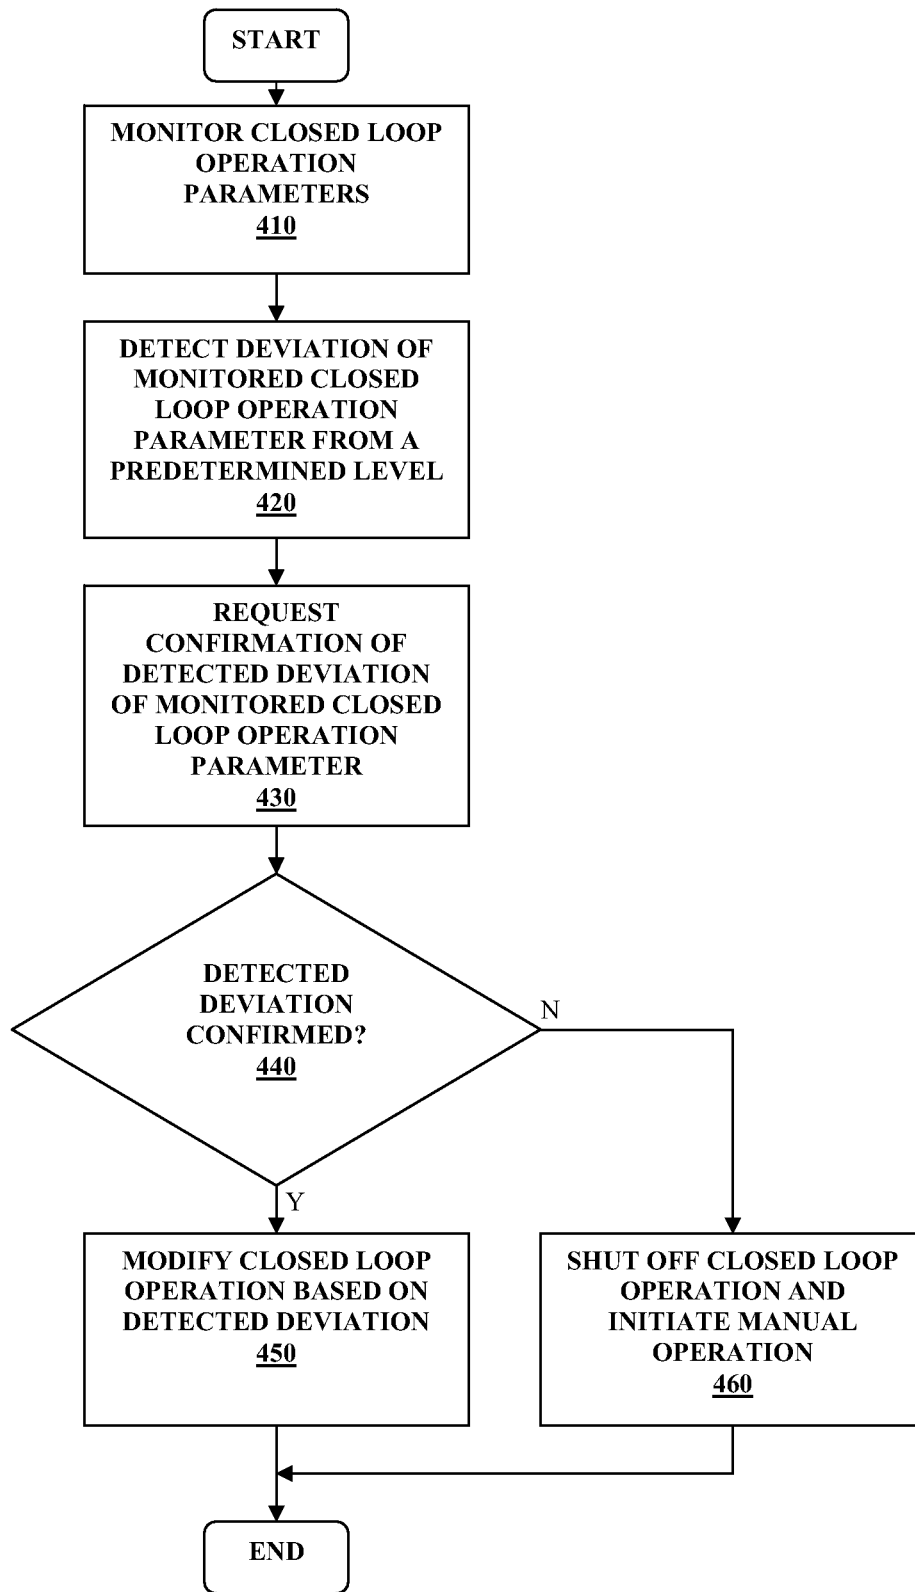 START
MONITOR CLOSED LOOP
OPERATION
PARAMETERS
410
DETECT DEVIATION OF
MONITORED CLOSED
LOOP OPERATION
PARAMETER FROM A
PREDETERMINED LEVEL
420
REQUEST
CONFIRMATION OF
DETECTED DEVIATION
OF MONITORED CLOSED
LOOP OPERATION
PARAMETER
430
DETECTED
DEVIATION
CONFIRMED?
440
N
Y
MODIFY CLOSED LOOP
OPERATION BASED ON
DETECTED DEVIATION
450
SHUT OFF CLOSED LOOP
OPERATION AND
INITIATE MANUAL
OPERATION
460
END